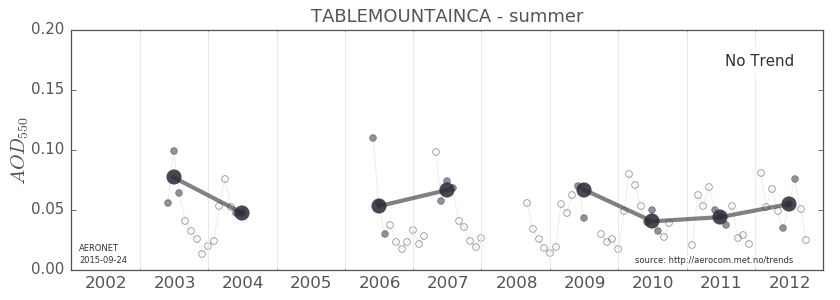 TABLEMOUNTAINCA - summer
No Trend
AOD550
0.20
0.15
0.10
0.05
0.00
AERONET
2015-09-24
source: http://aerocom.met.no/trends
2002 2003 2004 2005 2006 2007 2008 2009 2010 2011 2012